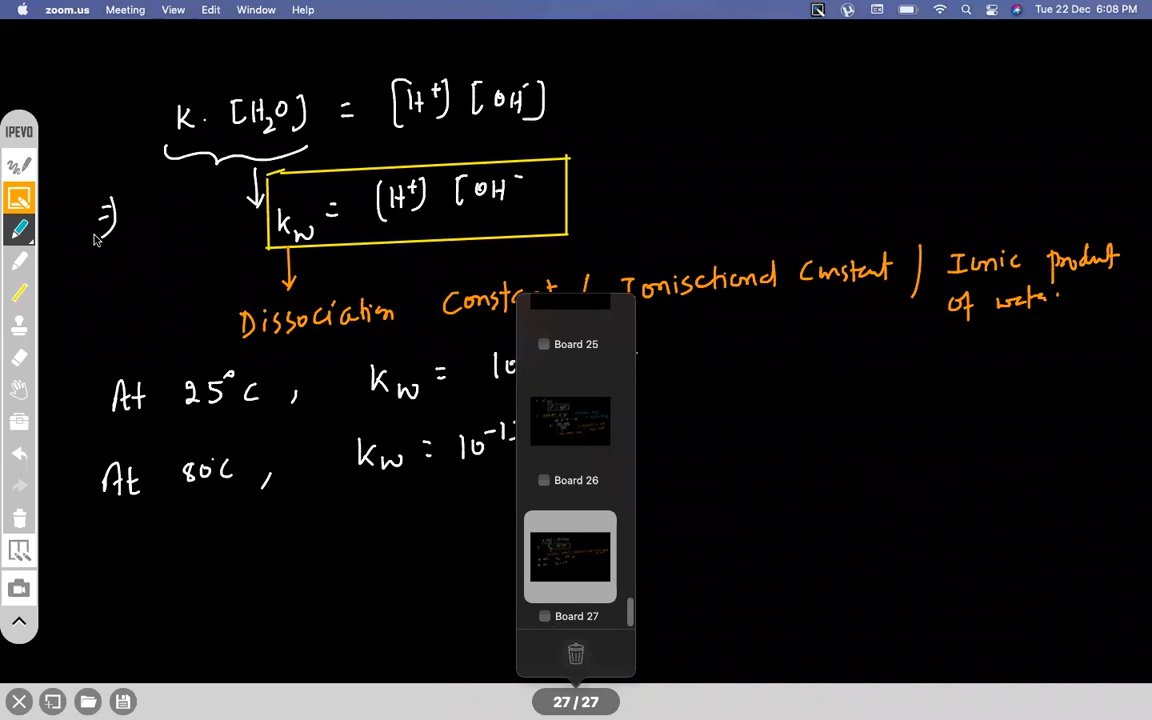 zoom.us Meeting View Edit Window Help Tue 22 Dec 6:08 PM
IPEVO
K . [H₂O] = [H⁺] [OH⁻]
=)
Kw = (H⁺) [OH⁻
Dissociation Constant / Ionisctional Constant / Ionic product
of water.
At 25°C , Kw = 10
At 80°C , Kw = 10
Board 25
Board 26
Board 27
27 / 27